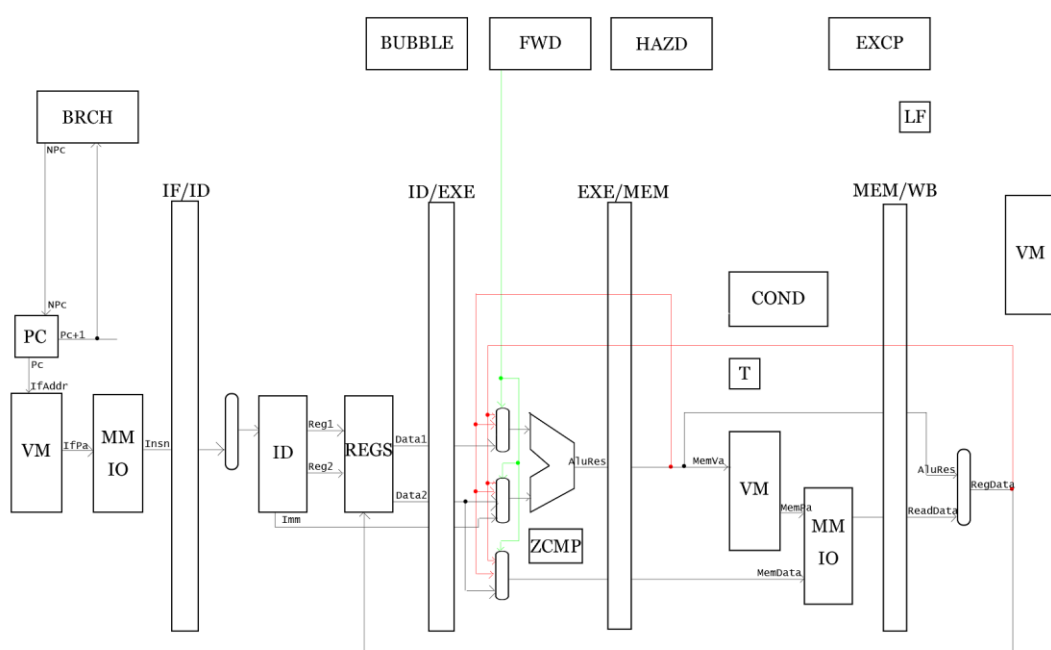 BUBBLE
FWD
HAZD
EXCP
BRCH
LF
NPc
IF/ID
ID/EXE
EXE/MEM
MEM/WB
VM
COND
NPc
PC
Pc+1
Pc
T
IfAddr
VM
IfPa
MM
IO
Insn
ID
Reg1
Reg2
Imm
REGS
Data1
Data2
AluRes
ZCMP
MemVa
VM
MemPa
MM
IO
MemData
AluRes
ReadData
RegData